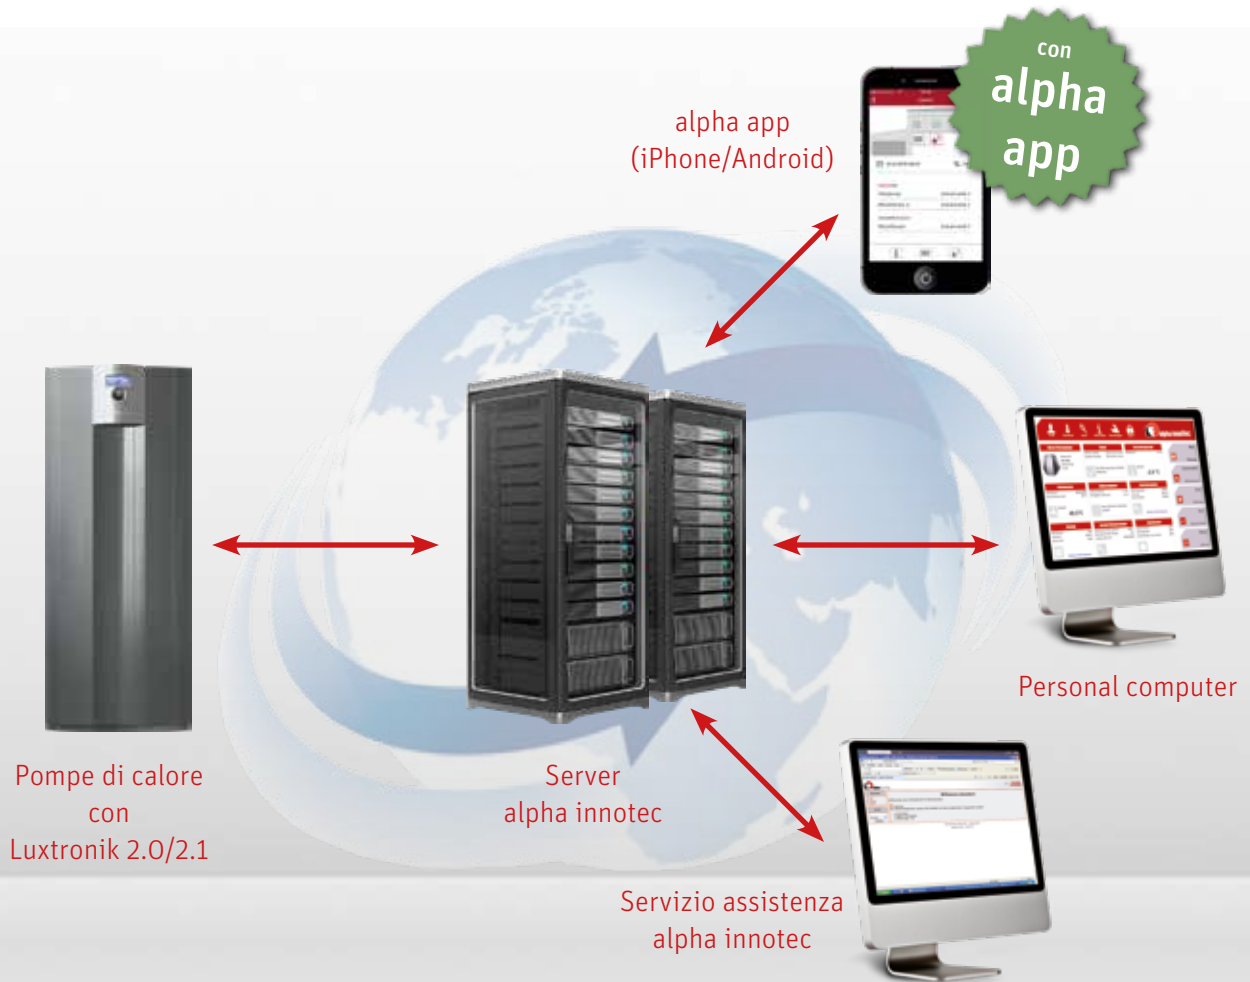 con
alpha
app
alpha app
(iPhone/Android)
Personal computer
Pompe di calore
con
Luxtronik 2.0/2.1
Server
alpha innotec
Servizio assistenza
alpha innotec